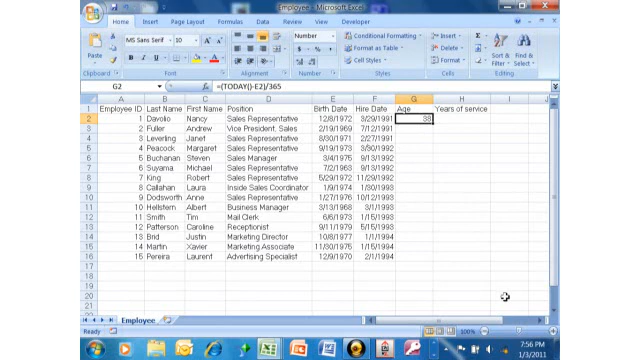 Employee - Microsoft Excel
Home Insert Page Layout Formulas Data Review View Developer
Paste
MS Sans Serif 10
Number
Conditional Formatting
Format as Table
Cell Styles
Insert
Delete
Format
Sort & Filter Find & Select
Clipboard Font Alignment Number Styles Cells Editing
G2 =(TODAY()-E2)/365
A B C D E F G H I J
1 Employee ID Last Name First Name Position Birth Date Hire Date Age Years of service
2 1 Davolio Nancy Sales Representative 12/8/1972 3/29/1991 38
3 2 Fuller Andrew Vice President, Sales 2/19/1969 7/12/1991
4 3 Leverling Janet Sales Representative 8/30/1971 2/27/1991
5 4 Peacock Margaret Sales Representative 9/19/1973 3/30/1992
6 5 Buchanan Steven Sales Manager 3/4/1975 9/13/1992
7 6 Suyama Michael Sales Representative 7/2/1963 9/13/1992
8 7 King Robert Sales Representative 5/29/1972 11/29/1992
9 8 Callahan Laura Inside Sales Coordinator 1/9/1974 1/30/1993
10 9 Dodsworth Anne Sales Representative 1/27/1976 10/12/1993
11 10 Hellstern Albert Business Manager 3/13/1968 3/1/1993
12 11 Smith Tim Mail Clerk 6/6/1973 1/15/1993
13 12 Patterson Caroline Receptionist 9/11/1979 5/15/1993
14 13 Brid Justin Marketing Director 10/8/1977 1/1/1994
15 14 Martin Xavier Marketing Associate 11/30/1975 1/15/1994
16 15 Pereira Laurent Advertising Specialist 12/9/1970 2/1/1994
17
18
19
20
21
Employee
Ready 100%
7:56 PM
1/3/2011